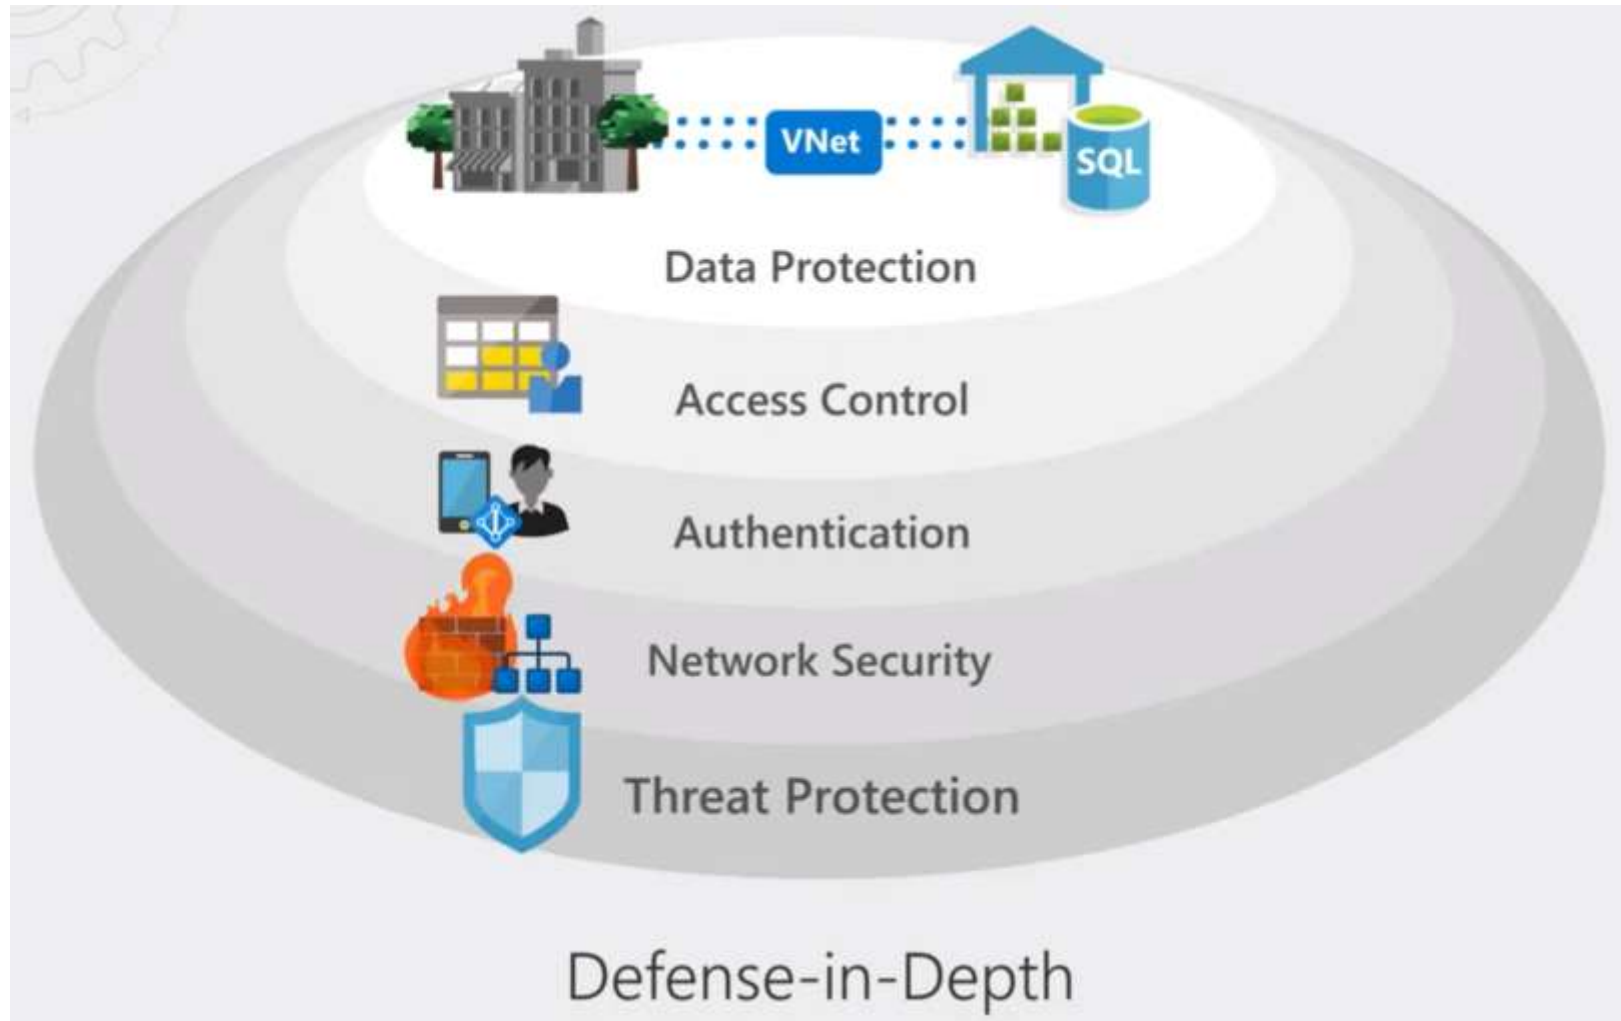 VNet
SQL
Data Protection
Access Control
Authentication
Network Security
Threat Protection
Defense-in-Depth